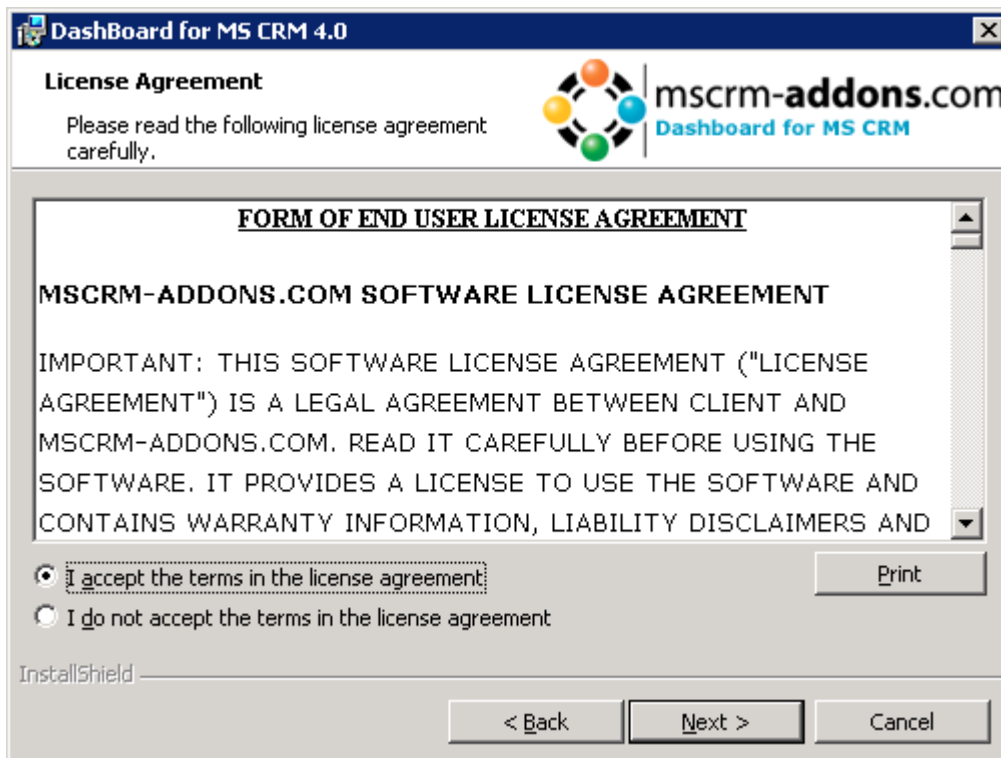 DashBoard for MS CRM 4.0
License Agreement
Please read the following license agreement
carefully.
mscrm-addons.com
Dashboard for MS CRM
FORM OF END USER LICENSE AGREEMENT
MSCRM-ADDONS.COM SOFTWARE LICENSE AGREEMENT
IMPORTANT: THIS SOFTWARE LICENSE AGREEMENT ("LICENSE
AGREEMENT") IS A LEGAL AGREEMENT BETWEEN CLIENT AND
MSCRM-ADDONS.COM. READ IT CAREFULLY BEFORE USING THE
SOFTWARE. IT PROVIDES A LICENSE TO USE THE SOFTWARE AND
CONTAINS WARRANTY INFORMATION, LIABILITY DISCLAIMERS AND
I accept the terms in the license agreement
Print
I do not accept the terms in the license agreement
InstallShield
< Back
Next >
Cancel